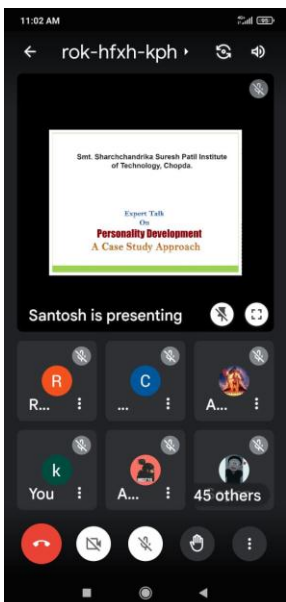 11:02 AM
99
rok-hfxh-kph
Smt. Sharchchandrika Suresh Patil Institute
of Technology, Chopda.
Expert Talk
On
Personality Development
A Case Study Approach
Santosh is presenting
R
R...
C
...
A...
k
You
A...
45 others